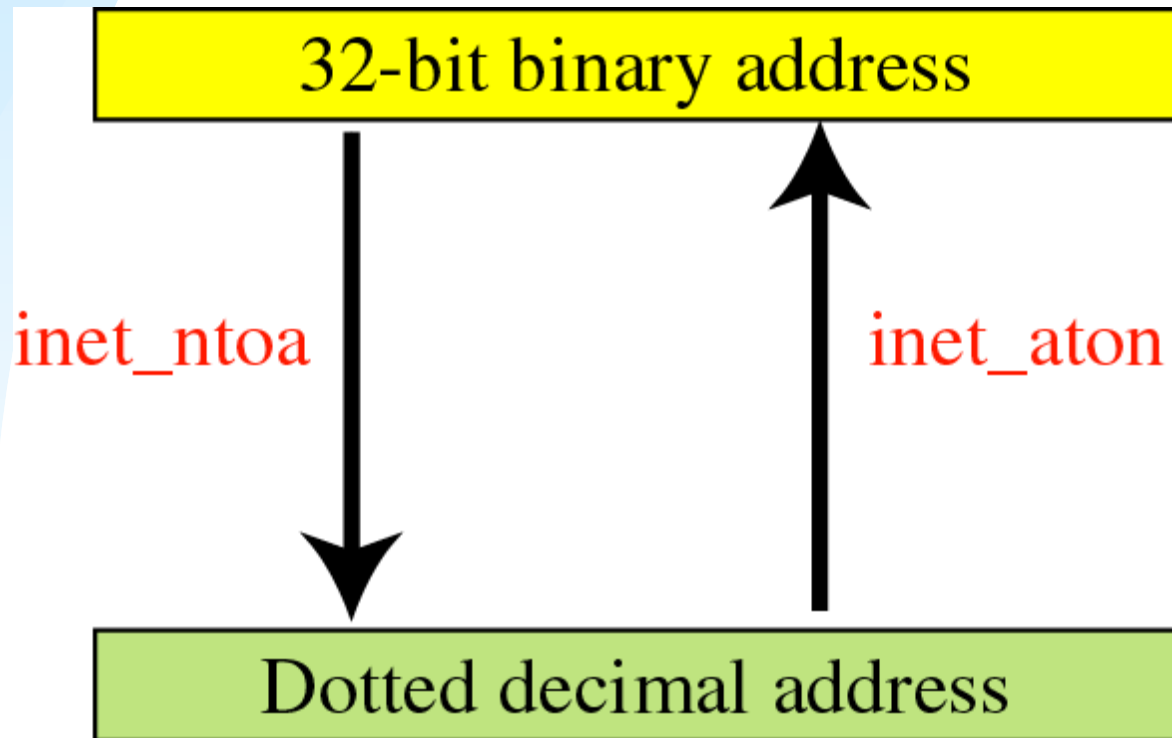 32-bit binary address
inet_ntoa
inet_aton
Dotted decimal address